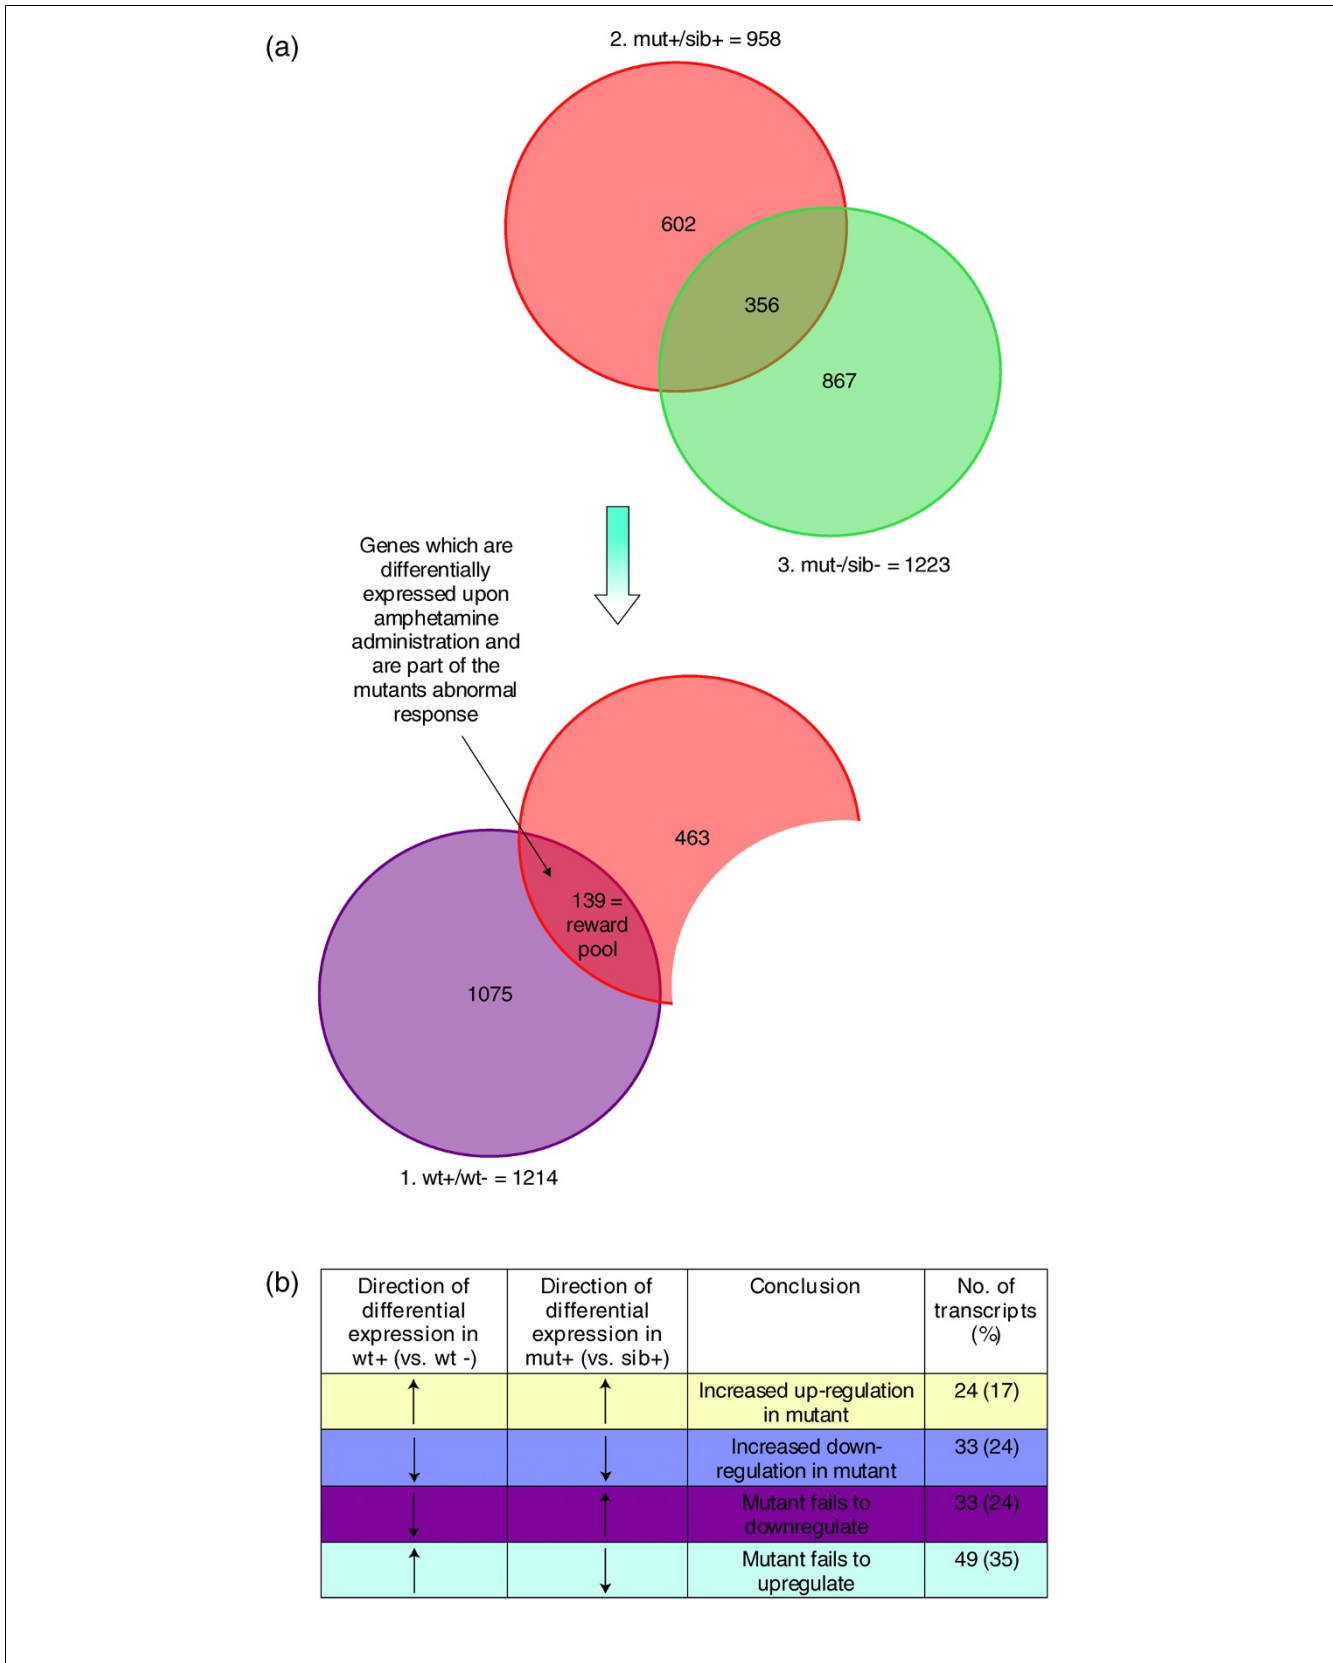 (a)
2. mut+/sib+ = 958
602
356
867
3. mut-/sib- = 1223
Genes which are
differentially
expressed upon
amphetamine
administration and
are part of the
mutants abnormal
response
463
139 =
reward
pool
1075
1. wt+/wt- = 1214
(b)
Direction of
differential
expression in
wt+ (vs. wt -)
Direction of
differential
expression in
mut+ (vs. sib+)
Conclusion
No. of
transcripts
(%)
↑
↑
Increased up-regulation
in mutant
24 (17)
↓
↓
Increased down-
regulation in mutant
33 (24)
↓
↑
Mutant fails to
downregulate
33 (24)
↑
↓
Mutant fails to
upregulate
49 (35)